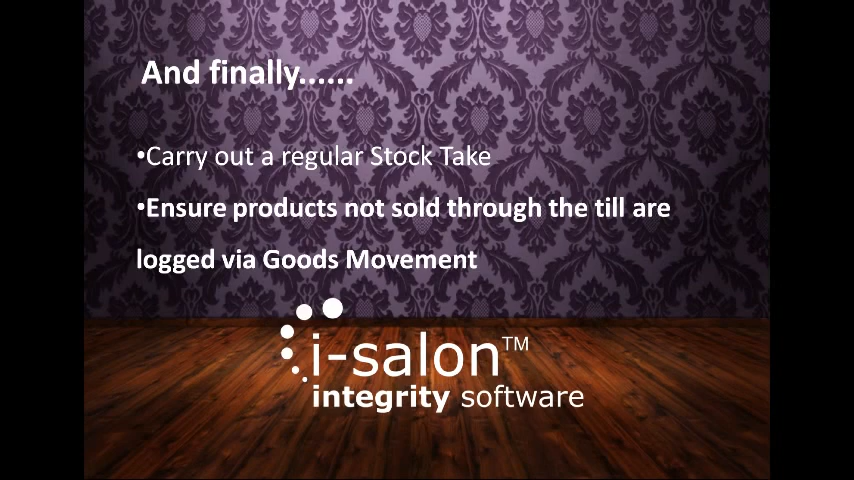 And finally......
•Carry out a regular Stock Take
•Ensure products not sold through the till are
logged via Goods Movement
i-salon™
integrity software